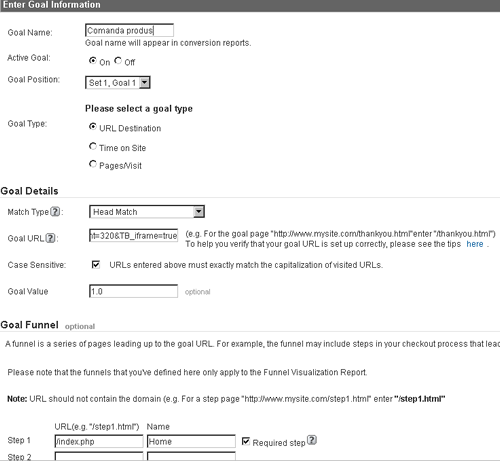 Enter Goal Information
Goal Name: Comanda produs
Goal name will appear in conversion reports.
Active Goal: On Off
Goal Position: Set 1, Goal 1
Please select a goal type
Goal Type: URL Destination
Time on Site
Pages/Visit
Goal Details
Match Type ?: Head Match
Goal URL ?: ht=320&TB_iframe=true (e.g. For the goal page "http://www.mysite.com/thankyou.html"enter "/thankyou.html")
To help you verify that your goal URL is set up correctly, please see the tips here .
Case Sensitive: URLs entered above must exactly match the capitalization of visited URLs.
Goal Value 1.0 optional
Goal Funnel optional
A funnel is a series of pages leading up to the goal URL. For example, the funnel may include steps in your checkout process that lead
Please note that the funnels that you've defined here only apply to the Funnel Visualization Report.
Note: URL should not contain the domain (e.g. For a step page "http://www.mysite.com/step1.html" enter "/step1.html"
URL(e.g. "/step1.html") Name
Step 1 /index.php Home Required step ?
Step 2